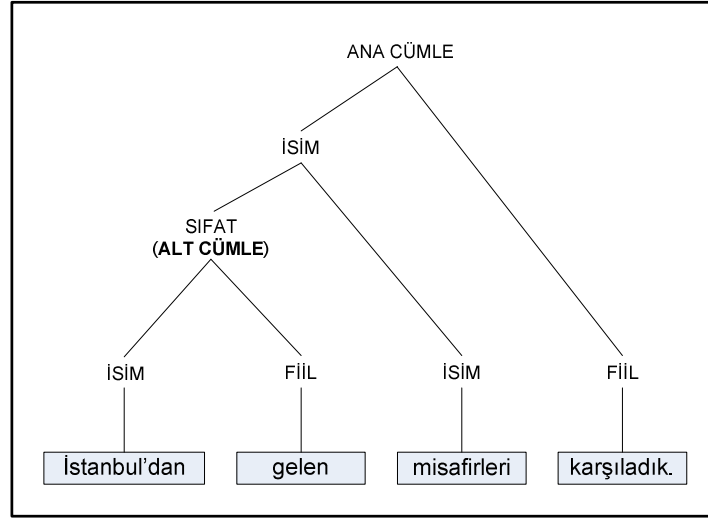 ANA CÜMLE
İSİM
SIFAT
(ALT CÜMLE)
İSİM FİİL İSİM FİİL
İstanbul’dan gelen misafirleri karşıladık.